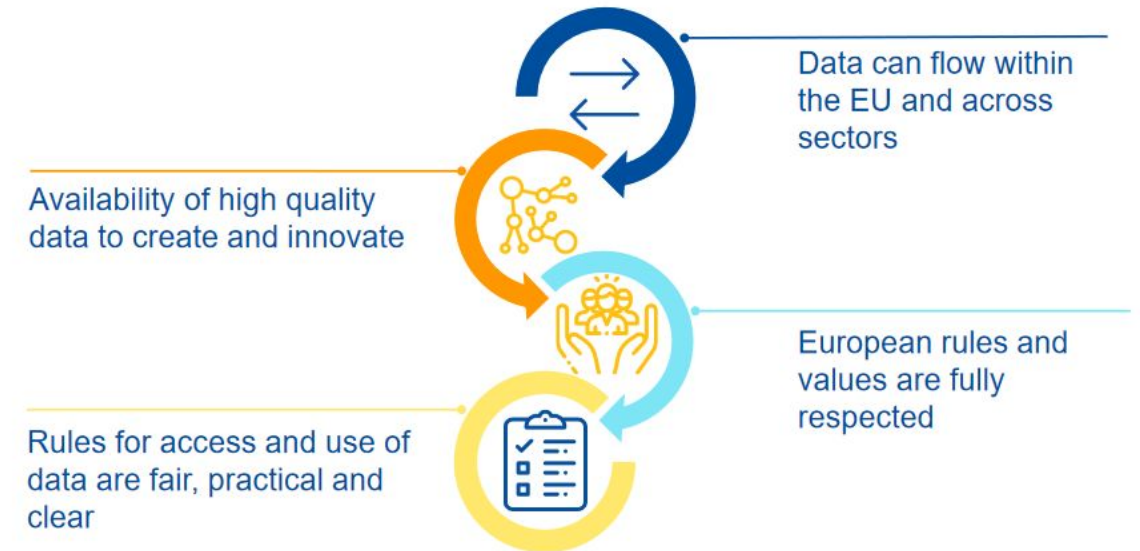 Data can flow within
the EU and across
sectors
Availability of high quality
data to create and innovate
European rules and
values are fully
respected
Rules for access and use of
data are fair, practical and
clear